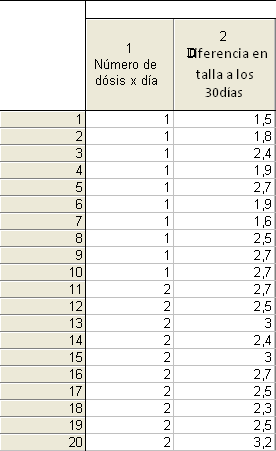 1
Número de
dósis x día
2
Diferencia en
talla a los
30días
1 1 1,5
2 1 1,8
3 1 2,4
4 1 1,9
5 1 2,7
6 1 1,9
7 1 1,6
8 1 2,5
9 1 2,7
10 1 2,7
11 2 2,7
12 2 2,5
13 2 3
14 2 2,4
15 2 3
16 2 2,7
17 2 2,5
18 2 2,3
19 2 2,5
20 2 3,2